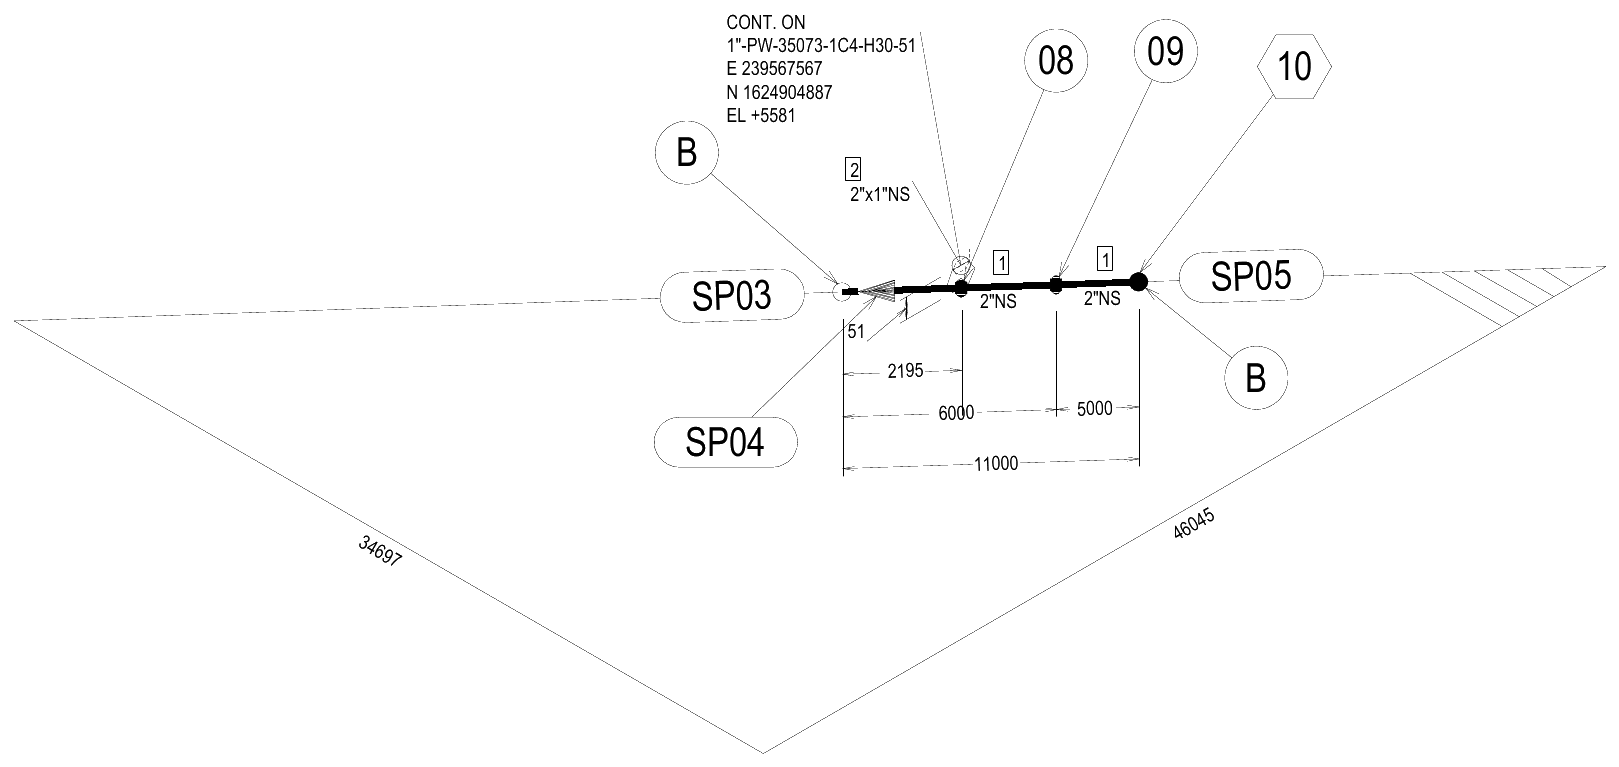 CONT. ON
1"-PW-35073-1C4-H30-51
E 239567567
N 1624904887
EL +5581
08
09
10
B
2
2"x1"NS
1
1
SP03
SP05
2"NS
2"NS
51
2195
B
6000
5000
SP04
11000
34697
46045